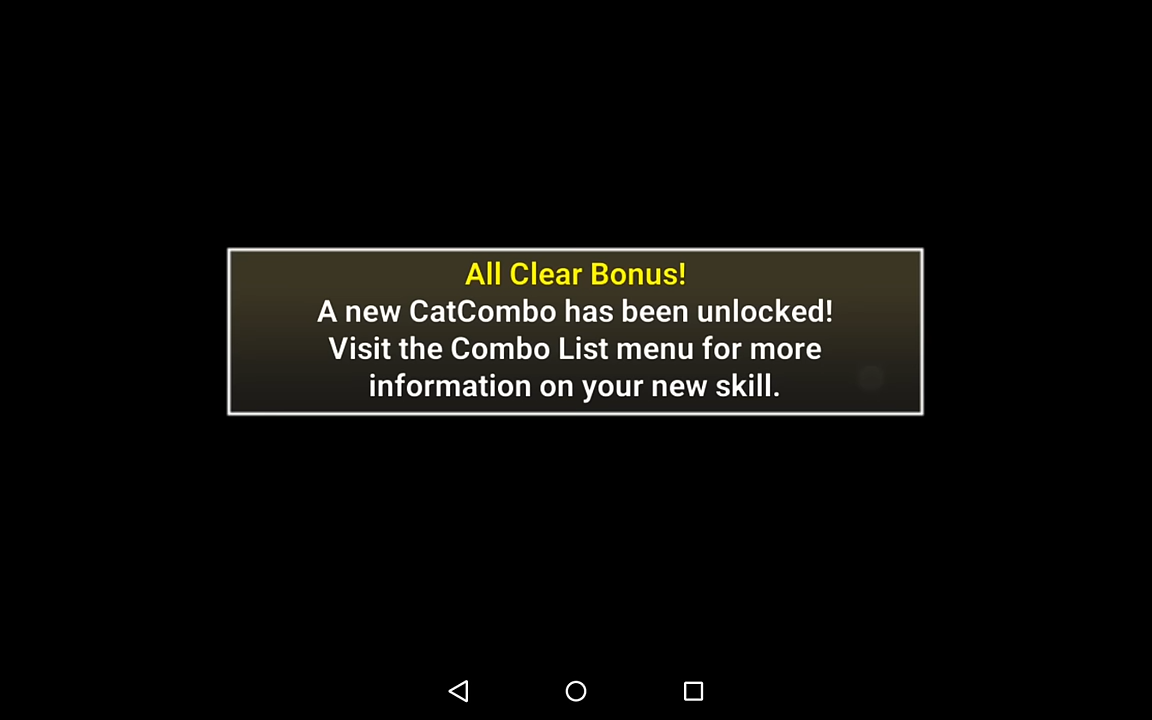 All Clear Bonus!
A new CatCombo has been unlocked!
Visit the Combo List menu for more
information on your new skill.